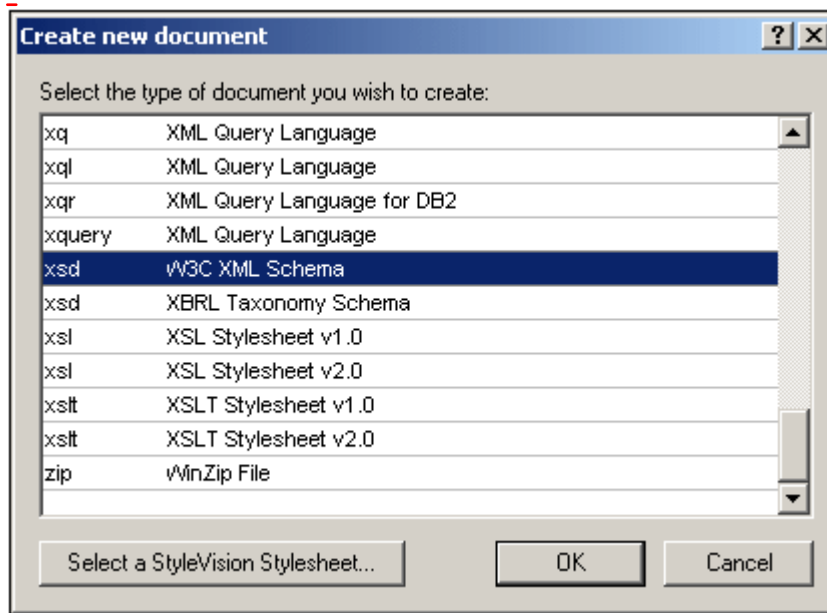 Create new document
Select the type of document you wish to create:
xq XML Query Language
xql XML Query Language
xqr XML Query Language for DB2
xquery XML Query Language
xsd W3C XML Schema
xsd XBRL Taxonomy Schema
xsl XSL Stylesheet v1.0
xsl XSL Stylesheet v2.0
xslt XSLT Stylesheet v1.0
xslt XSLT Stylesheet v2.0
zip WinZip File
Select a StyleVision Stylesheet... OK Cancel